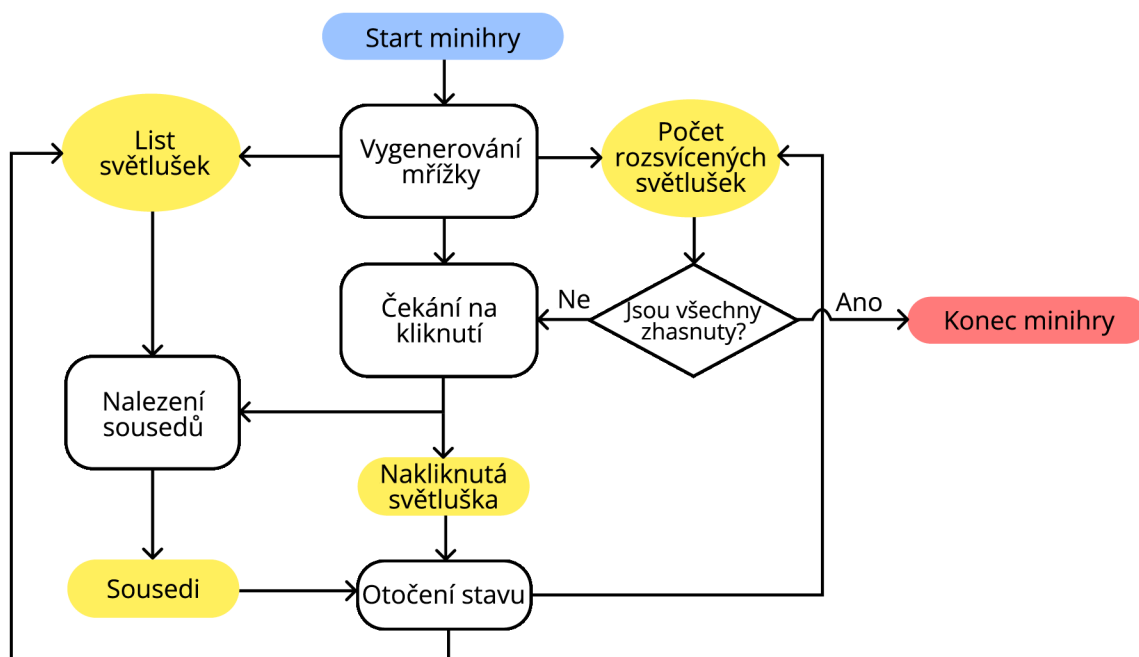 Start minihry
List
světlušek
Vygenerování
mřížky
Počet
rozsvícených
světlušek
Čekání na
kliknutí
Ne
Jsou všechny
zhasnuty?
Ano
Konec minihry
Nalezení
sousedů
Nakliknutá
světluška
Sousedi
Otočení stavu